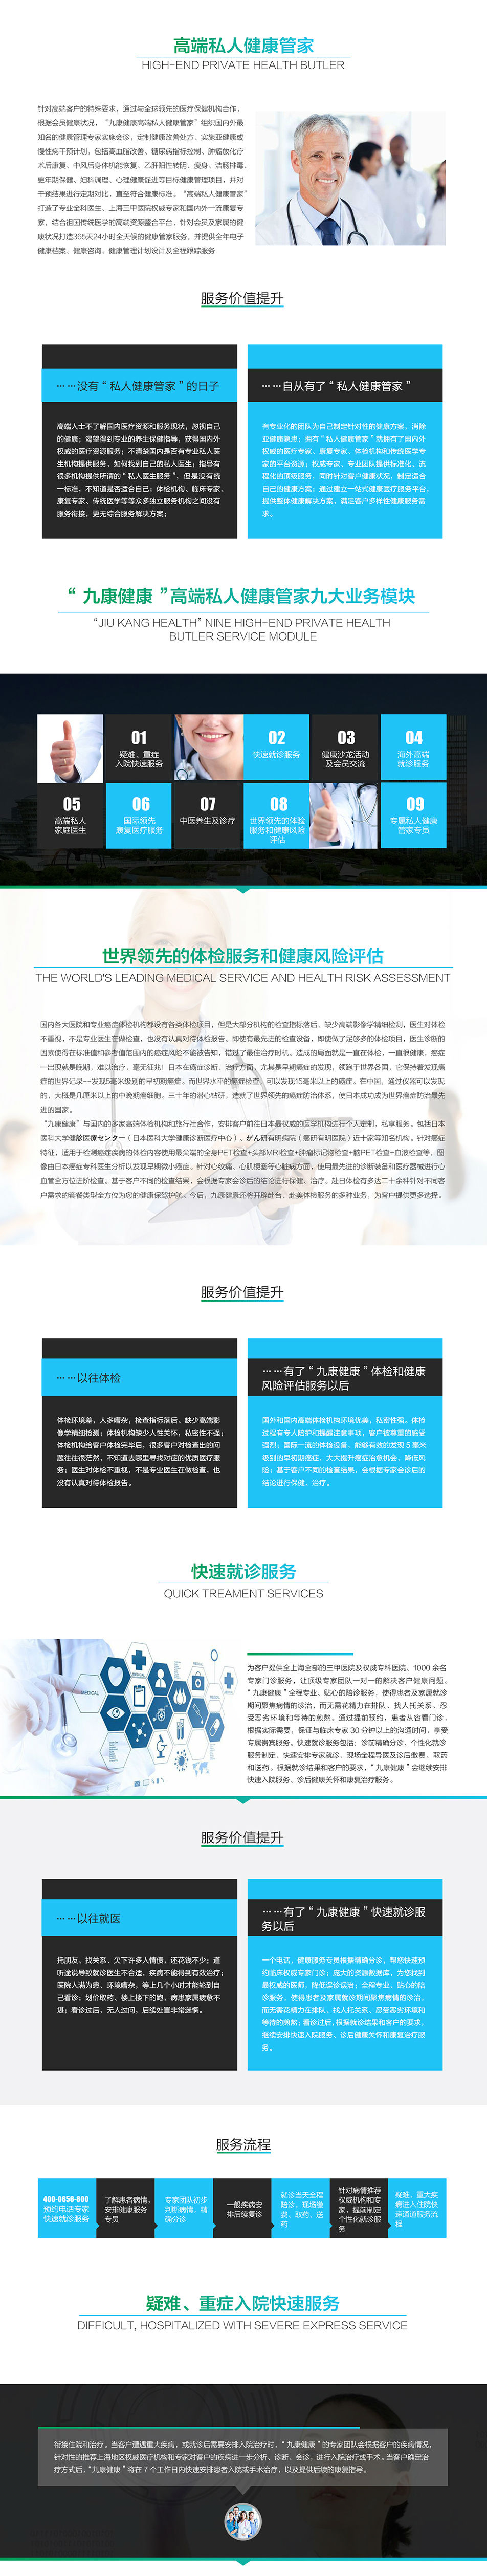 高端私人健康管家
HIGH-END PRIVATE HEALTH BUTLER
针对高端客户的特殊要求，通过与全球领先的医疗保健机构合作，
根据会员健康状况，“九康健康高端私人健康管家”组织国内外最
知名的健康管理专家实施会诊，定制健康改善处方、实施亚健康或
慢性病干预计划，包括高血脂改善、糖尿病指标控制、肿瘤放化疗
术后康复、中风后身体机能恢复、乙肝阳性转阴、瘦身、洁肠排毒、
更年期保健、妇科调理、心理健康促进等目标健康管理项目，并对
干预结果进行定期对比，直至符合健康标准。“高端私人健康管家”
打造了专业全科医生、上海三甲医院权威专家和国内外一流康复专
家，结合祖国传统医学的高端资源整合平台，针对会员及家属的健
康状况打造365天24小时全天候的健康管家服务，并提供全年电子
健康档案、健康咨询、健康管理计划设计及全程跟踪服务
服务价值提升
……没有“私人健康管家”的日子
高端人士不了解国内医疗资源和服务现状，忽视自己
的健康；渴望得到专业的养生保健指导，获得国内外
权威的医疗资源服务；不清楚国内是否有专业私人医
生机构提供服务，如何找到自己的私人医生；指导有
很多机构提供所谓的“私人医生服务”，但是没有统
一标准，不知道是否适合自己；体检机构、临床专家、
康复专家、传统医学等等众多独立服务机构之间没有
服务衔接，更无综合服务解决方案；
……自从有了“私人健康管家”
有专业化的团队为自己制定针对性的健康方案，消除
亚健康隐患；拥有“私人健康管家”就拥有了国内外
权威的医疗专家、康复专家、体检机构和传统医学专
家的平台资源；权威专家、专业团队提供标准化、流
程化的顶级服务，同时针对客户健康状况，制定适合
自己的健康方案；通过建立一站式健康医疗服务平台，
提供整体健康解决方案，满足客户多样性健康服务需
求。
“九康健康”高端私人健康管家九大业务模块
“JIU KANG HEALTH” NINE HIGH-END PRIVATE HEALTH
BUTLER SERVICE MODULE
01
疑难、重症
入院快速服务
02
快速就诊服务
03
健康沙龙活动
及会员交流
04
海外高端
就诊服务
05
高端私人
家庭医生
06
国际领先
康复医疗服务
07
中医养生及诊疗
08
世界领先的体验
服务和健康风险
评估
09
专属私人健康
管家专员
世界领先的体检服务和健康风险评估
THE WORLD'S LEADING MEDICAL SERVICE AND HEALTH RISK ASSESSMENT
国内各大医院和专业癌症体检机构都设有各类体检项目，但是大部分机构的检查指标落后、缺少高端影像学精细检测，医生对体检
不重视，不是专业医生在做检查，也没有认真对待体检报告。即使有最先进的检查设备，即使做了足够多的体检项目，医生诊断的
因素使得在标准值和参考值范围内的癌症风险不能被告知，错过了最佳治疗时机。造成的局面就是一直在体检，一直很健康，癌症
一出现就是晚期，难以治疗，毫无征兆！日本在癌症诊断、治疗方面，尤其是早期癌症的发现，领施于世界各国，它保持着发现癌
症的世界记录--发现5毫米级别的早初期癌症。而世界水平的癌症检查，可以发现15毫米以上的癌症。在中国，通过仪器可以发现
的，大概是几厘米以上的中晚期癌细胞。三十年的潜心钻研，造就了世界领先的癌症防治体系，使日本成功成为世界癌症防治最先
进的国家。
“九康健康”与国内的多家高端体检机构和旅行社合作，安排客户前往日本最权威的医学机构进行个人定制，私享服务。包括日本
医科大学健診医療センター（日本医科大学健康诊断医疗中心）、がん研有明病院（癌研有明医院）近十家等知名机构。针对癌症
特征，适用于检测癌症疾病的体检内容使用最尖端的全身PET检查+头部MRI检查+肿瘤标记物检查+脑PET检查+血液检查等，图
像由日本癌症专科医生分析以发现早期微小癌症。针对心绞痛、心肌梗塞等心脏病方面，使用最先进的诊断装备和医疗器械进行心
血管全方位进阶检查。基于客户不同的检查结果，会根据专家会诊后的结论进行保健、治疗。赴日体检有多达二十余种针对不同客
户需求的套餐类型全方位为您的健康保驾护航。今后，九康健康还将开辟赴台、赴美体检服务的多种业务，为客户提供更多选择。
服务价值提升
……以往体检
体检环境差，人多嘈杂，检查指标落后、缺少高端影
像学精细检测；体检机构缺少人性关怀，私密性不强；
体检机构给客户体检完毕后，很多客户对检查出的问
题往往很茫然，不知道去哪里寻找对症的优质医疗服
务；医生对体检不重视，不是专业医生在做检查，也
没有认真对待体检报告。
……有了“九康健康”体检和健康
风险评估服务以后
国外和国内高端体检机构环境优美，私密性强。体检
过程有专人陪护和提醒注意事项，客户被尊重的感受
强烈；国际一流的体检设备，能够有效的发现 5 毫米
级别的早初期癌症，大大提升癌症治愈机会，降低风
险；基于客户不同的检查结果，会根据专家会诊后的
结论进行保健、治疗。
快速就诊服务
QUICK TREAMENT SERVICES
MEDICAL
MEDICAL
为客户提供全上海全部的三甲医院及权威专科医院、1000 余名
专家门诊服务，让顶级专家团队一对一的解决客户健康问题。
“九康健康”全程专业、贴心的陪诊服务，使得患者及家属就诊
期间聚焦病情的诊治，而无需花精力在排队、找人托关系、忍
受恶劣环境和等待的煎熬。通过提前预约，患者从容看门诊。
根据实际需要，保证与临床专家 30 分钟以上的沟通时间，享受
专属贵宾服务。快速就诊服务包括：诊前精确分诊、个性化就诊
服务制定、快速安排专家就诊、现场全程导医及诊后缴费、取药
和送药。根据就诊结果和客户的要求，“九康健康”会继续安排
快速入院服务、诊后健康关怀和康复治疗服务。
服务价值提升
……以往就医
托朋友、找关系、欠下许多人情债，还花钱不少；道
听途说导致就诊医生不合适，疾病不能得到有效治疗；
医院人满为患、环境嘈杂，等上几个小时才能轮到自
己看诊；划价取药、楼上楼下的跑，病患家属疲惫不
堪；看诊过后，无人过问，后续处置非常迷惘。
……有了“九康健康”快速就诊服
务以后
一个电话，健康服务专员根据精确分诊，帮您快速预
约临床权威专家门诊；庞大的资源数据库，为您找到
最权威的医师，降低误诊误治；全程专业、贴心的陪
诊服务，使得患者及家属就诊期间聚焦病情的诊治，
而无需花精力在排队、找人托关系、忍受恶劣环境和
等待的煎熬；看诊过后，根据就诊结果和客户的要求，
继续安排快速入院服务、诊后健康关怀和康复治疗服
务。
服务流程
400-0656-800
预约电话专家
快速就诊服务
了解患者病情，
安排健康服务
专员
专家团队初步
判断病情，精
确分诊
一般疾病安
排后续复诊
就诊当天全程
陪诊，现场缴
费、取药、送
药
针对病情推荐
权威机构和专
家，提前制定
个性化就诊服
务
疑难、重大疾
病进入住院快
速通道服务流
程
疑难、重症入院快速服务
DIFFICULT, HOSPITALIZED WITH SEVERE EXPRESS SERVICE
衔接住院和治疗。当客户遭遇重大疾病，或就诊后需要安排入院治疗时，“九康健康”的专家团队会根据客户的疾病情况，
针对性的推荐上海地区权威医疗机构和专家对客户的疾病进一步分析、诊断、会诊，进行入院治疗或手术。当客户确定治
疗方式后，“九康健康”将在 7 个工作日内快速安排患者入院或手术治疗，以及提供后续的康复指导。